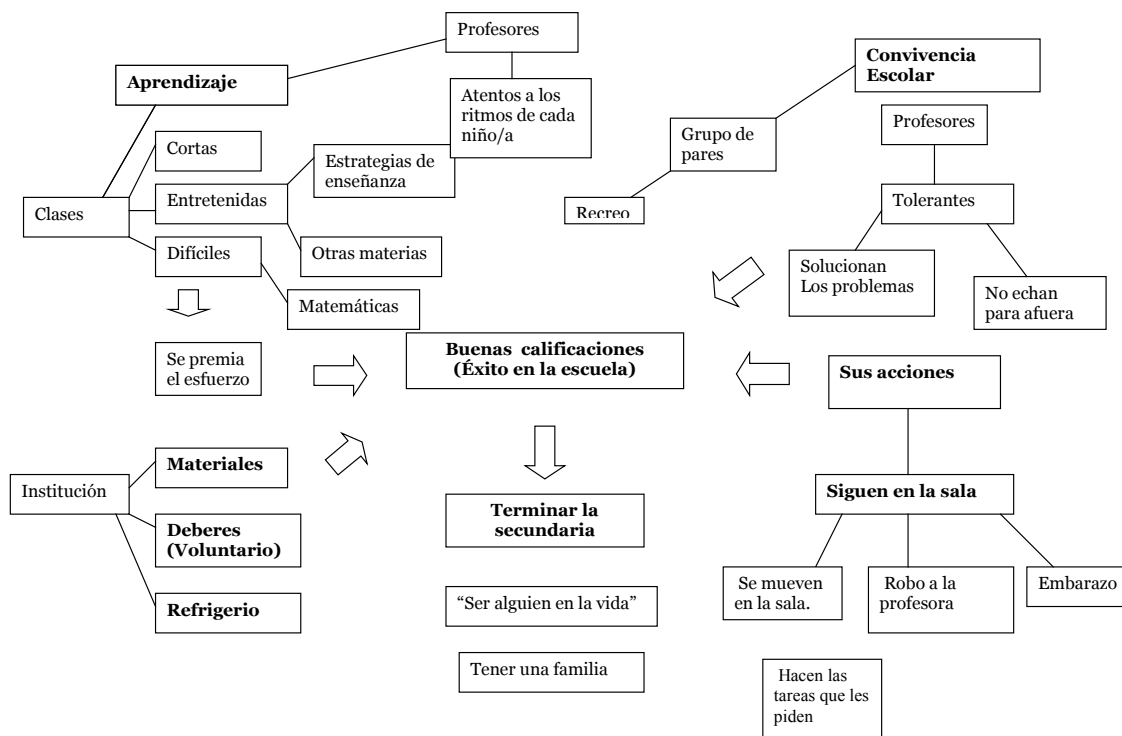 Profesores
Aprendizaje
Atentos a los
ritmos de cada
niño/a
Cortas
Estrategias de
enseñanza
Clases
Entretenidas
Difíciles
Otras materias
Matemáticas
Convivencia
Escolar
Profesores
Grupo de
pares
Recreo
Tolerantes
Solucionan
Los problemas
No echan
para afuera
Se premia
el esfuerzo
Buenas calificaciones
(Éxito en la escuela)
Sus acciones
Institución
Materiales
Deberes
(Voluntario)
Refrigerio
Terminar la
secundaria
“Ser alguien en la vida”
Tener una familia
Siguen en la sala
Se mueven
en la sala.
Robo a la
profesora
Embarazo
Hacen las
tareas que les
piden